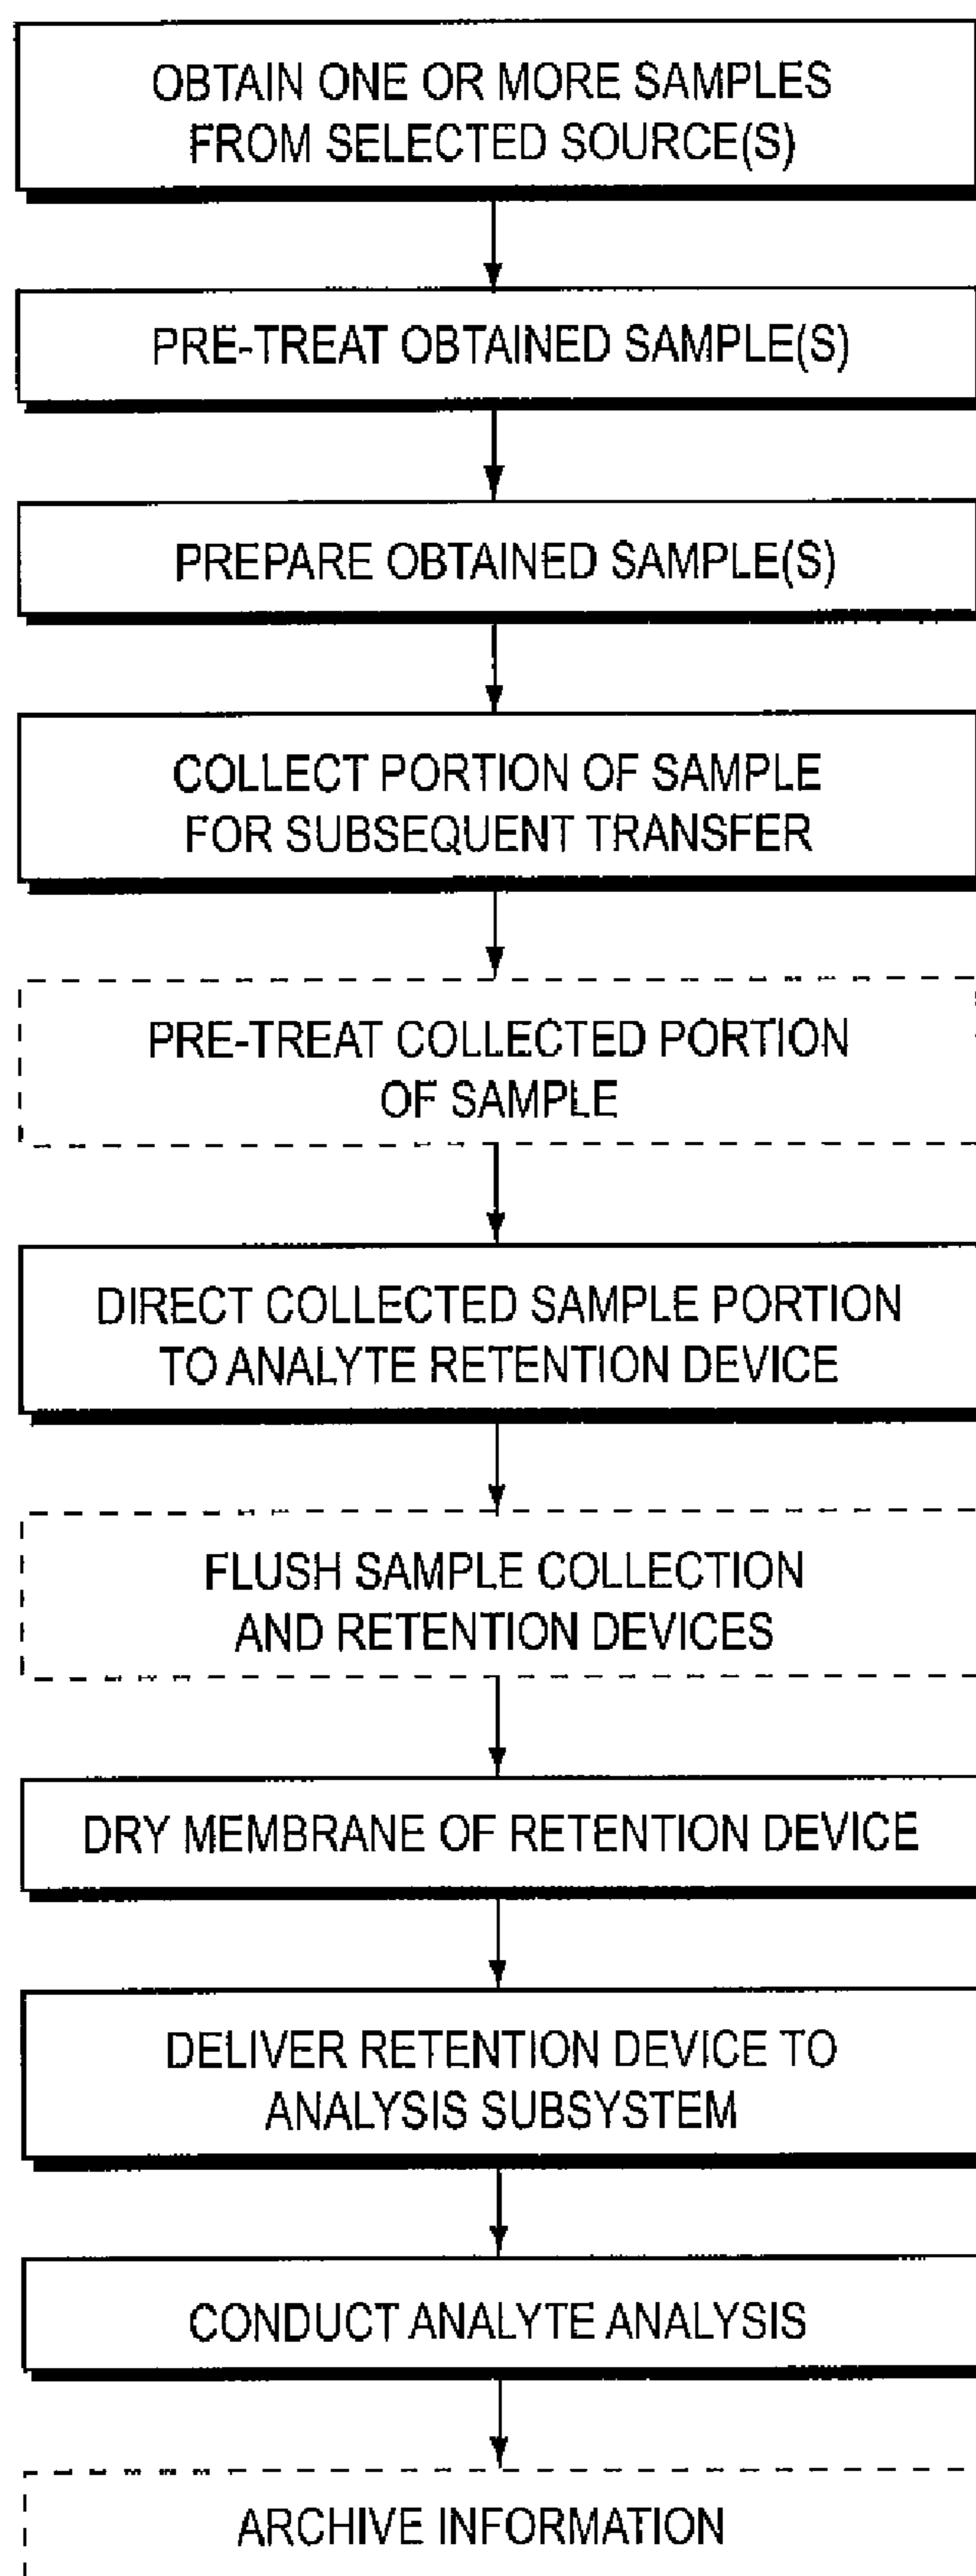 OBTAIN ONE OR MORE SAMPLES
FROM SELECTED SOURCE(S)
PRE-TREAT OBTAINED SAMPLE(S)
PREPARE OBTAINED SAMPLE(S)
COLLECT PORTION OF SAMPLE
FOR SUBSEQUENT TRANSFER
PRE-TREAT COLLECTED PORTION
OF SAMPLE
DIRECT COLLECTED SAMPLE PORTION
TO ANALYTE RETENTION DEVICE
FLUSH SAMPLE COLLECTION
AND RETENTION DEVICES
DRY MEMBRANE OF RETENTION DEVICE
DELIVER RETENTION DEVICE TO
ANALYSIS SUBSYSTEM
CONDUCT ANALYTE ANALYSIS
ARCHIVE INFORMATION